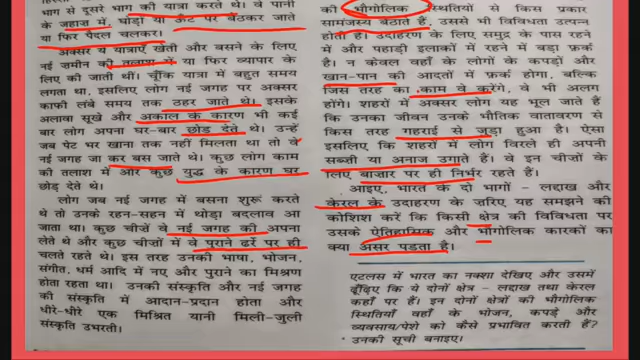 भाग से दूसरे भाग की यात्रा करते थे। वे पानी
के जहाज़ में, घोड़ों या ऊँट पर बैठकर जाते
या फिर पैदल चलकर।
अक्सर ये यात्राएँ खेती और बसने के लिए
नई ज़मीन की तलाश में या फिर व्यापार के
लिए की जाती थीं। चूँकि यात्रा में बहुत समय
लगता था, इसलिए लोग नई जगह पर अक्सर
काफी लंबे समय तक ठहर जाते थे। इसके
अलावा सूखे और अकाल के कारण भी कई
बार लोग अपना घर-बार छोड़ देते थे। उन्हें
जब पेट भर खाना तक नहीं मिलता था तो वे
नई जगह जा कर बस जाते थे। कुछ लोग काम
की तलाश में और कुछ युद्ध के कारण घर
छोड़ देते थे।
लोग जब नई जगह में बसना शुरू करते
थे तो उनके रहन-सहन में थोड़ा बदलाव आ
जाता था। कुछ चीज़ें वे नई जगह की अपना
लेते थे और कुछ चीज़ों में वे पुराने ढर्रे पर ही
चलते रहते थे। इस तरह उनकी भाषा, भोजन,
संगीत, धर्म आदि में नए और पुराने का मिश्रण
होता रहता था। उनकी संस्कृति और नई जगह
की संस्कृति में आदान-प्रदान होता और
धीरे-धीरे एक मिश्रित यानी मिली-जुली
संस्कृति उभरती।
की भौगोलिक स्थितियों से किस प्रकार
सामंजस्य बैठाते हैं, उससे भी विविधता उत्पन्न
होती है। उदाहरण के लिए समुद्र के पास रहने
में और पहाड़ी इलाकों में रहने में बड़ा फ़र्क है।
न केवल वहाँ के लोगों के कपड़ों और
खान-पान की आदतों में फ़र्क होगा, बल्कि
जिस तरह का काम वे करेंगे, वे भी अलग
होंगे। शहरों में अक्सर लोग यह भूल जाते हैं
कि उनका जीवन उनके भौतिक वातावरण से
किस तरह गहराई से जुड़ा हुआ है। ऐसा
इसलिए कि शहरों में लोग विरले ही अपनी
सब्ज़ी या अनाज उगाते हैं। वे इन चीज़ों के
लिए बाज़ार पर ही निर्भर रहते हैं।
आइए, भारत के दो भागों - लद्दाख और
केरल के उदाहरण के ज़रिए यह समझने की
कोशिश करें कि किसी क्षेत्र की विविधता पर
उसके ऐतिहासिक और भौगोलिक कारकों का
क्या असर पड़ता है।
एटलस में भारत का नक्शा देखिए और उसमें
ढूँढ़िए कि ये दोनों क्षेत्र - लद्दाख तथा केरल
कहाँ पर हैं। इन दोनों क्षेत्रों की भौगोलिक
स्थितियाँ वहाँ के भोजन, कपड़े और
व्यवसाय/पेशे को कैसे प्रभावित करती हैं?
उनकी सूची बनाइए।